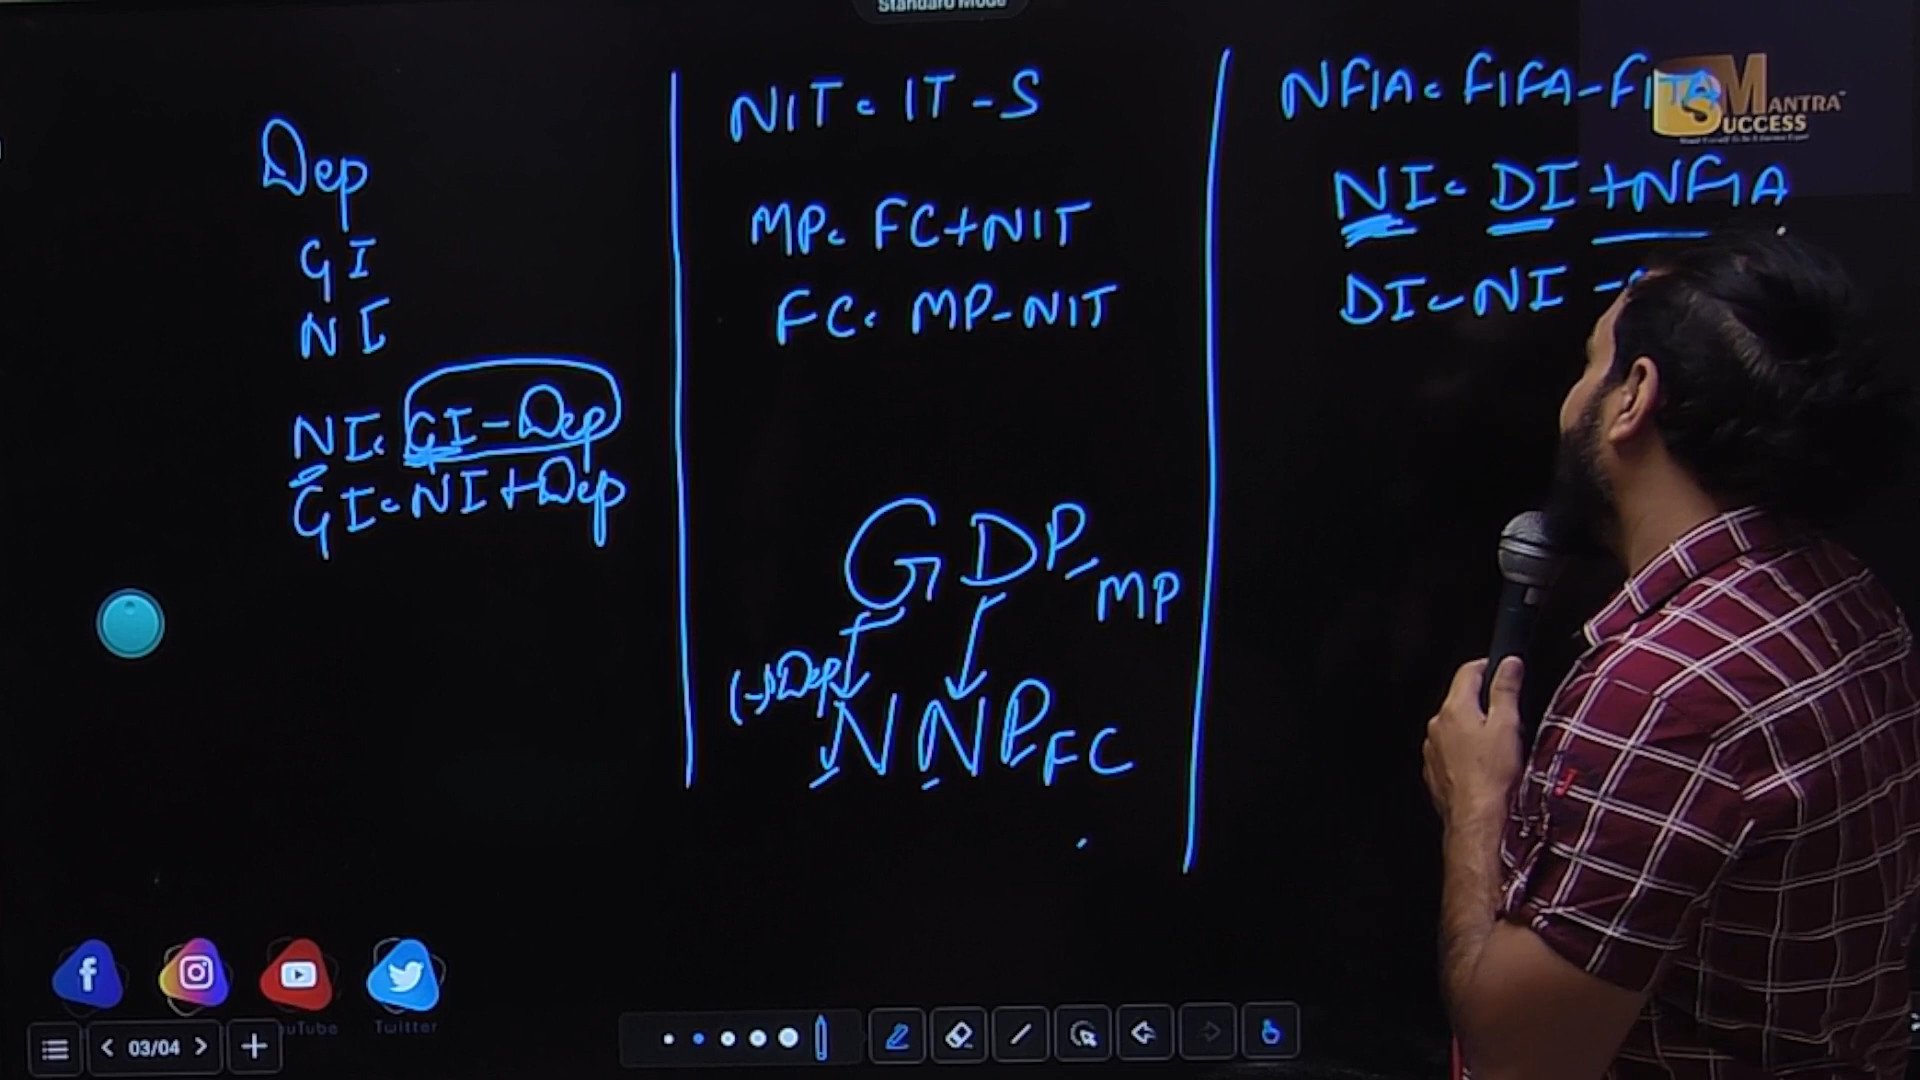 Standard Mode
Dep
GI
NI
NI = GI - Dep
GI = NI + Dep
NIT = IT - S
MP = FC + NIT
FC = MP - NIT
GDP MP
(-) Dep
NNP FC
NFIA = FIFA - FITA
NI = DI + NFIA
DI = NI -
MANTRA
SUCCESS
uTube
Twitter
03/04